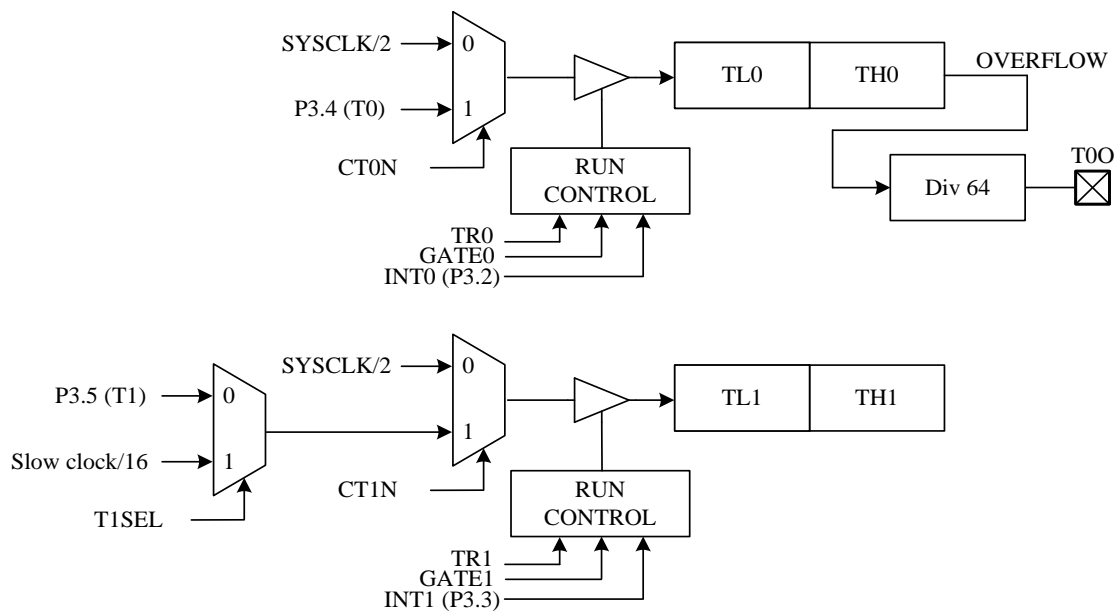 SYSCLK/2
0
TL0
TH0
OVERFLOW
P3.4 (T0)
1
T0O
CT0N
RUN
CONTROL
Div 64
TR0
GATE0
INT0 (P3.2)
SYSCLK/2
0
P3.5 (T1)
0
TL1
TH1
1
Slow clock/16
1
CT1N
RUN
CONTROL
T1SEL
TR1
GATE1
INT1 (P3.3)